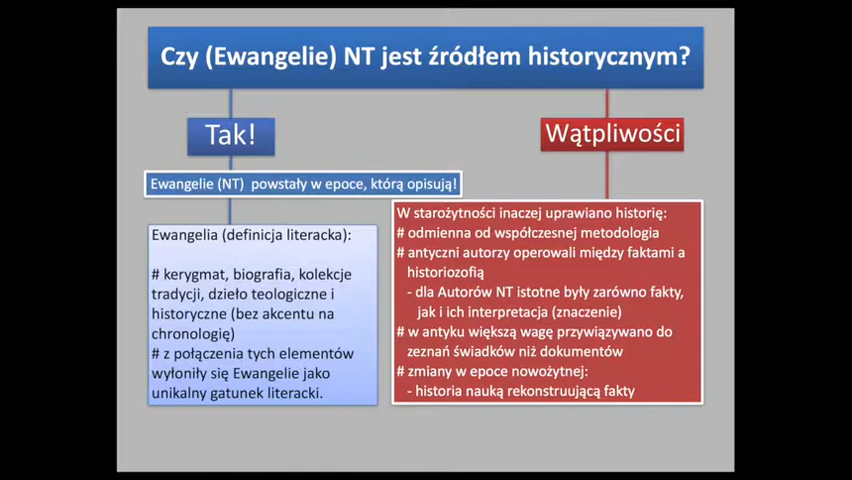 Czy (Ewangelie) NT jest źródłem historycznym?
Tak!
Wątpliwości
Ewangelie (NT) powstały w epoce, którą opisują!
Ewangelia (definicja literacka):
# kerygmat, biografia, kolekcje
tradycji, dzieło teologiczne i
historyczne (bez akcentu na
chronologię)
# z połączenia tych elementów
wyłoniły się Ewangelie jako
unikalny gatunek literacki.
W starożytności inaczej uprawiano historię:
# odmienna od współczesnej metodologia
# antyczni autorzy operowali między faktami a
historiozofią
- dla Autorów NT istotne były zarówno fakty,
jak i ich interpretacja (znaczenie)
# w antyku większą wagę przywiązywano do
zeznań świadków niż dokumentów
# zmiany w epoce nowożytnej:
- historia nauką rekonstruującą fakty